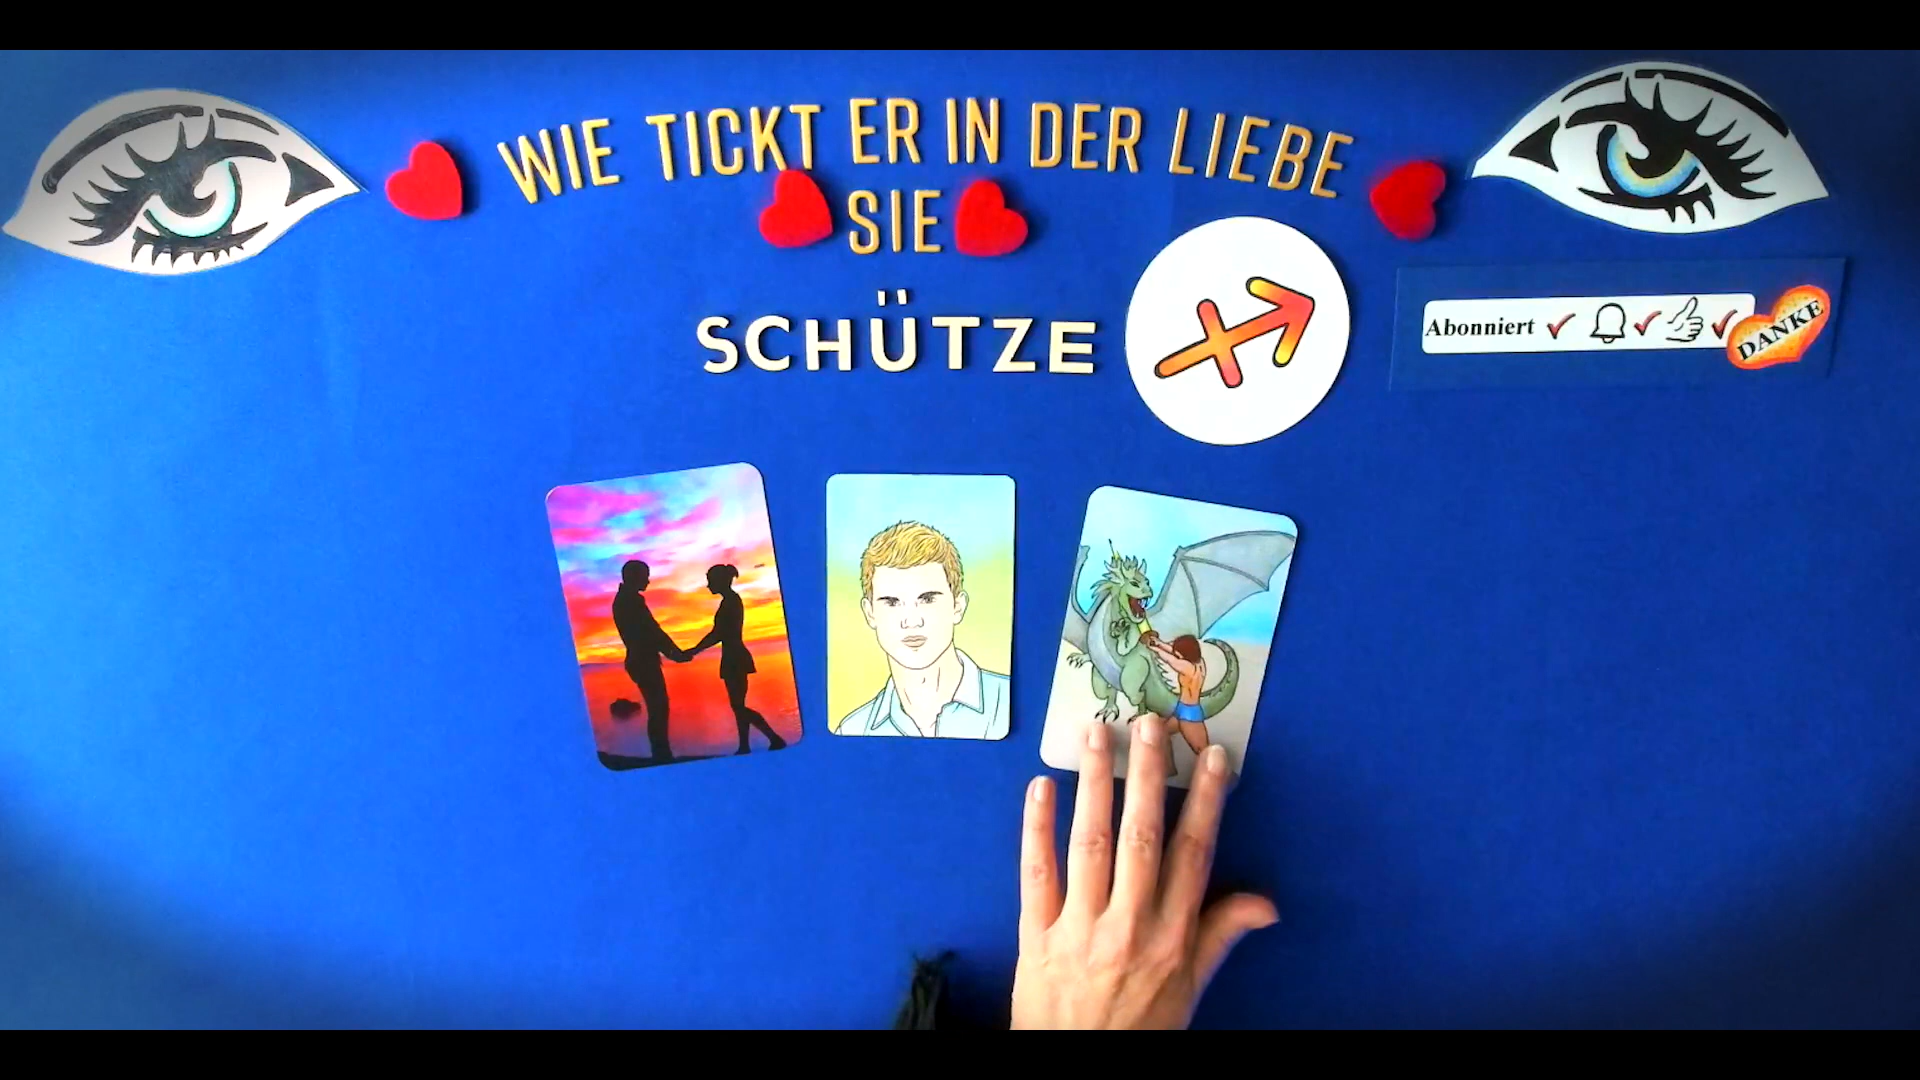 WIE TICKT ER IN DER LIEBE
SIE
SCHÜTZE
Abonniert
DANKE